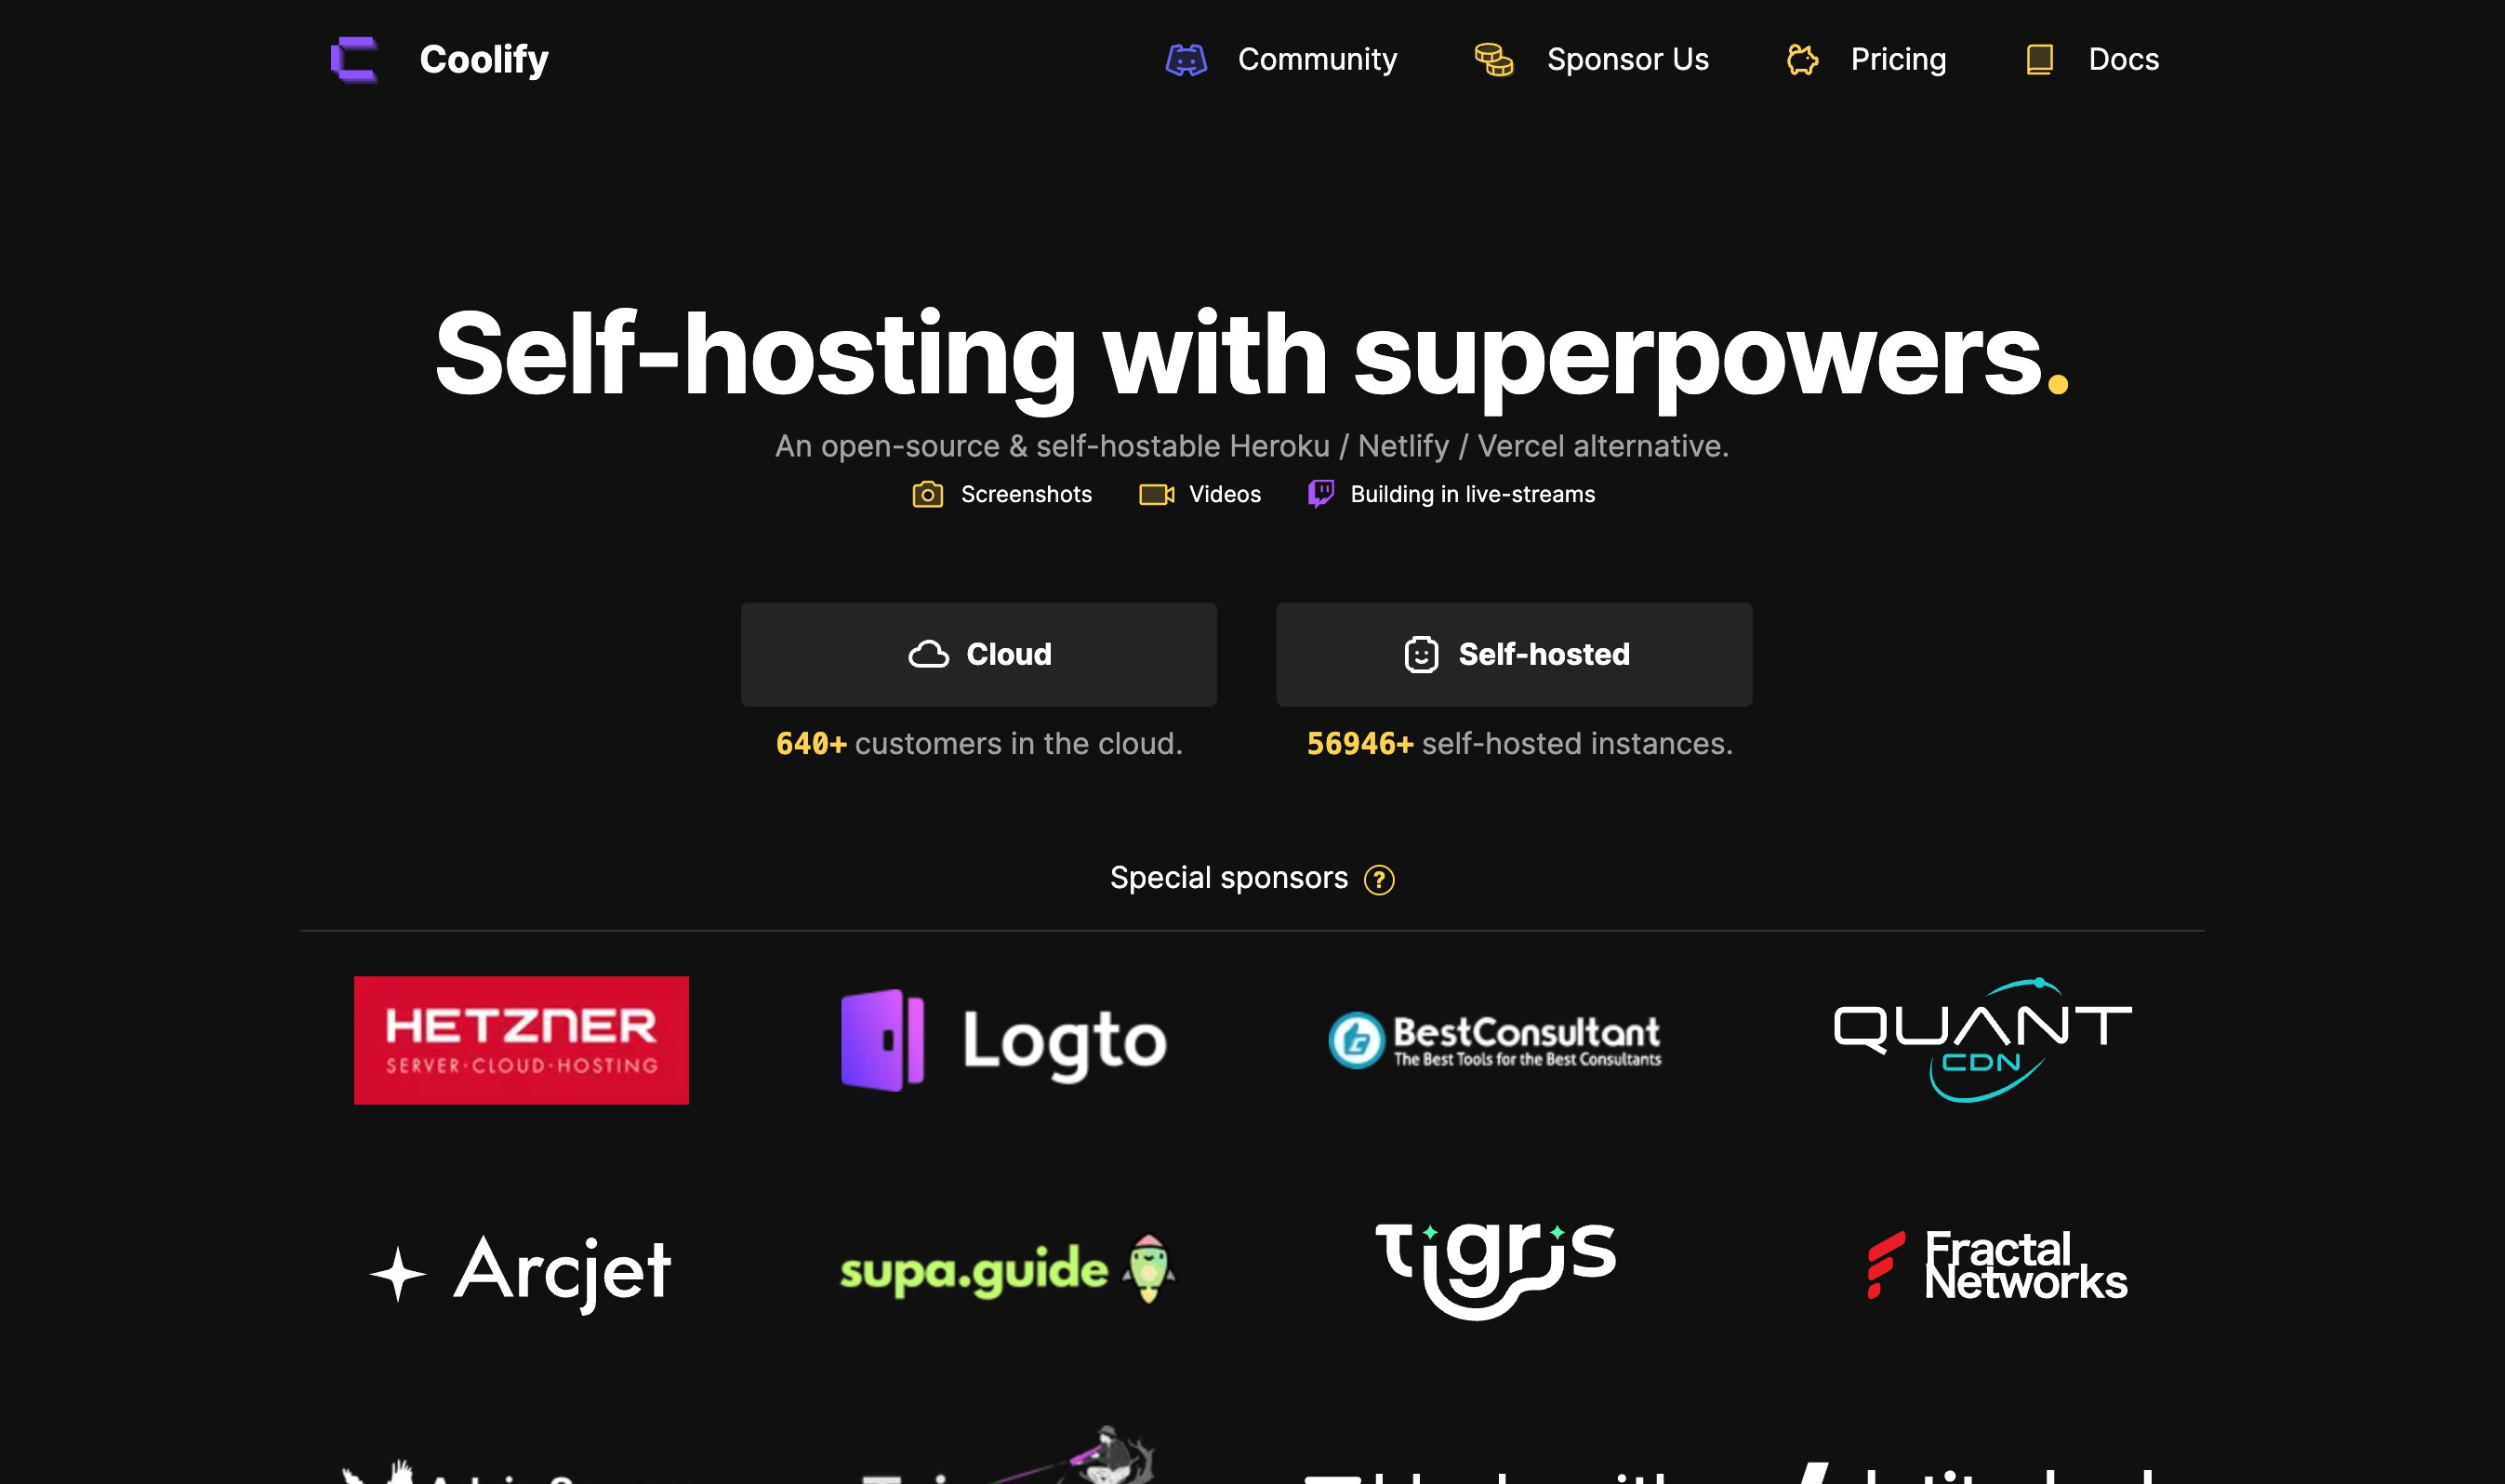 Coolify
Community
Sponsor Us
Pricing
Docs
Self-hosting with superpowers.
An open-source & self-hostable Heroku / Netlify / Vercel alternative.
Screenshots
Videos
Building in live-streams
Cloud
Self-hosted
640+ customers in the cloud.
56946+ self-hosted instances.
Special sponsors ?
HETZNER
SERVER·CLOUD·HOSTING
Logto
BestConsultant
The Best Tools for the Best Consultants
QUANT
CDN
Arcjet
supa.guide
tigris
Fractal
Networks